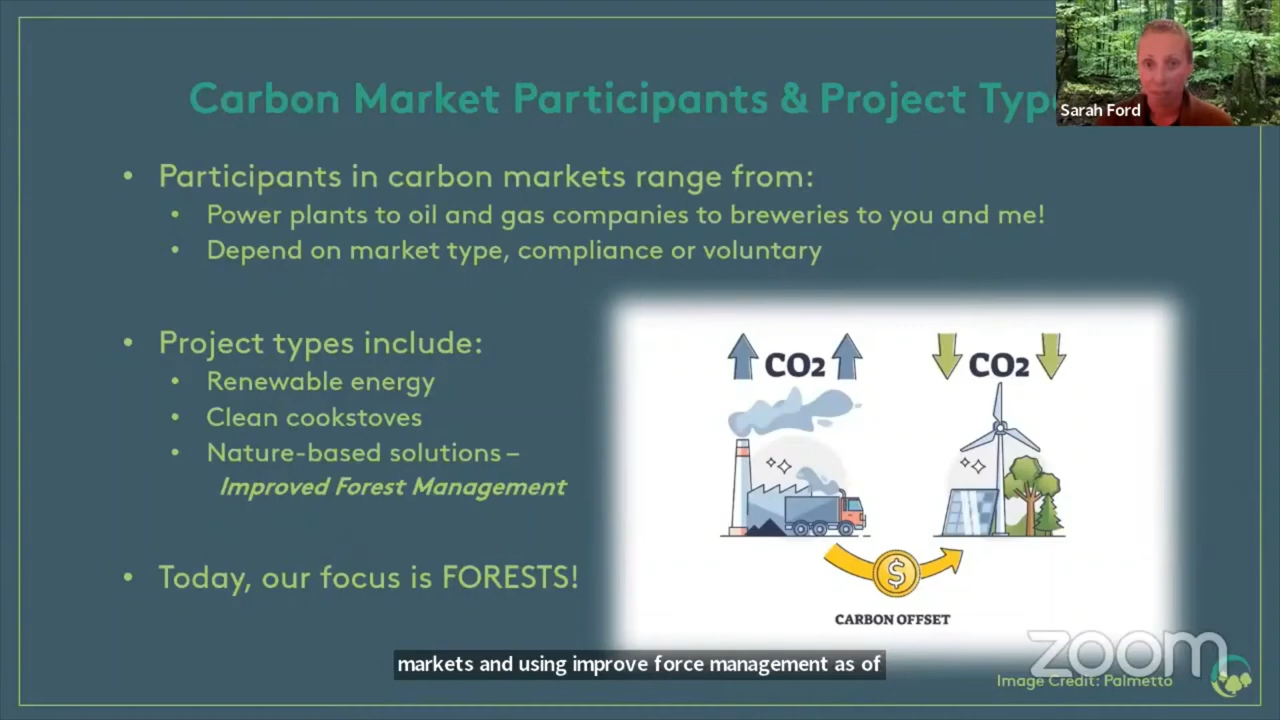 Carbon Market Participants & Project Typ
Sarah Ford
• Participants in carbon markets range from:
• Power plants to oil and gas companies to breweries to you and me!
• Depend on market type, compliance or voluntary
• Project types include:
• Renewable energy
• Clean cookstoves
• Nature-based solutions –
Improved Forest Management
• Today, our focus is FORESTS!
CO2
CO2
$
CARBON OFFSET
markets and using improve force management as of
zoom
Image Credit: Palmetto